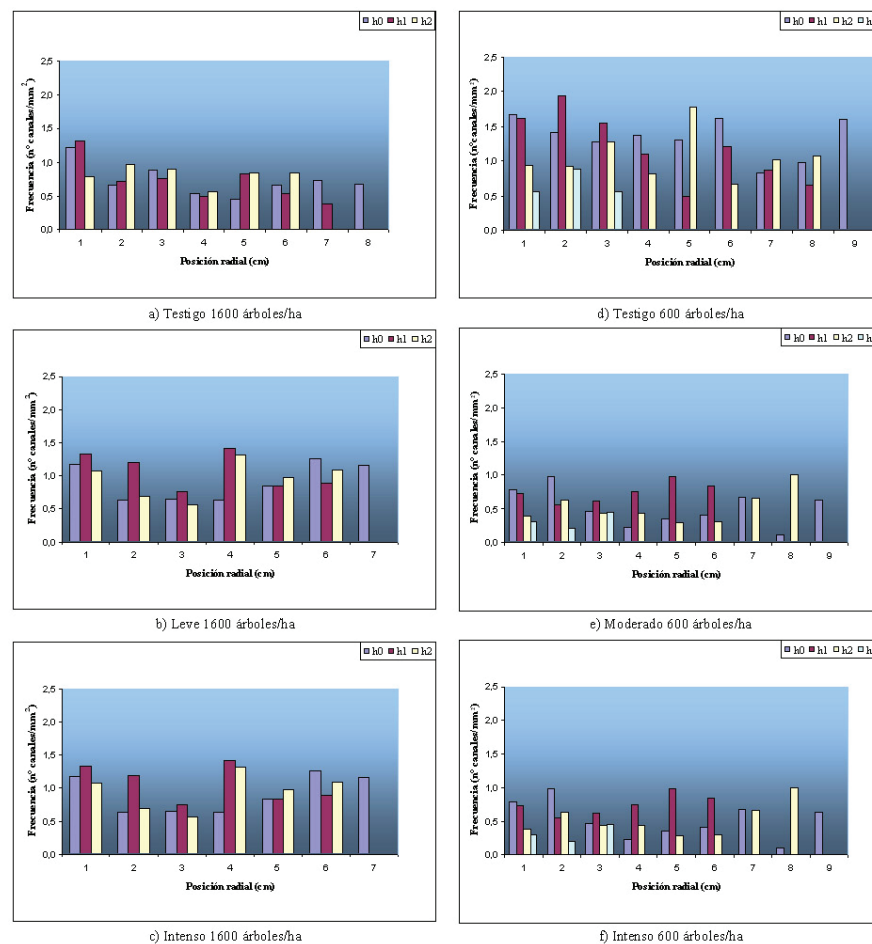 h0 h1 h2
Frecuencia (nº canales/mm²)
2,5
2,0
1,5
1,0
0,5
0,0
1 2 3 4 5 6 7 8
Posición radial (cm)
a) Testigo 1600 árboles/ha
h0 h1 h2 h
Frecuencia (nºcanales/mm²)
2,5
2,0
1,5
1,0
0,5
0,0
1 2 3 4 5 6 7 8 9
Posición radial (cm)
d) Testigo 600 árboles/ha
h0 h1 h2
Frecuencia (nº canales/mm²)
2,5
2,0
1,5
1,0
0,5
0,0
1 2 3 4 5 6 7
Posición radial (cm)
b) Leve 1600 árboles/ha
h0 h1 h2 h
Frecuencia (nº canales/mm²)
2,5
2,0
1,5
1,0
0,5
0,0
1 2 3 4 5 6 7 8 9
Posición radial (cm)
e) Moderado 600 árboles/ha
h0 h1 h2
Frecuencia (nº canales/mm²)
2,5
2,0
1,5
1,0
0,5
0,0
1 2 3 4 5 6 7
Posición radial (cm)
c) Intenso 1600 árboles/ha
h0 h1 h2 h
Frecuencia (nº canales/mm²)
2,5
2,0
1,5
1,0
0,5
0,0
1 2 3 4 5 6 7 8 9
Posición radial (cm)
f) Intenso 600 árboles/ha